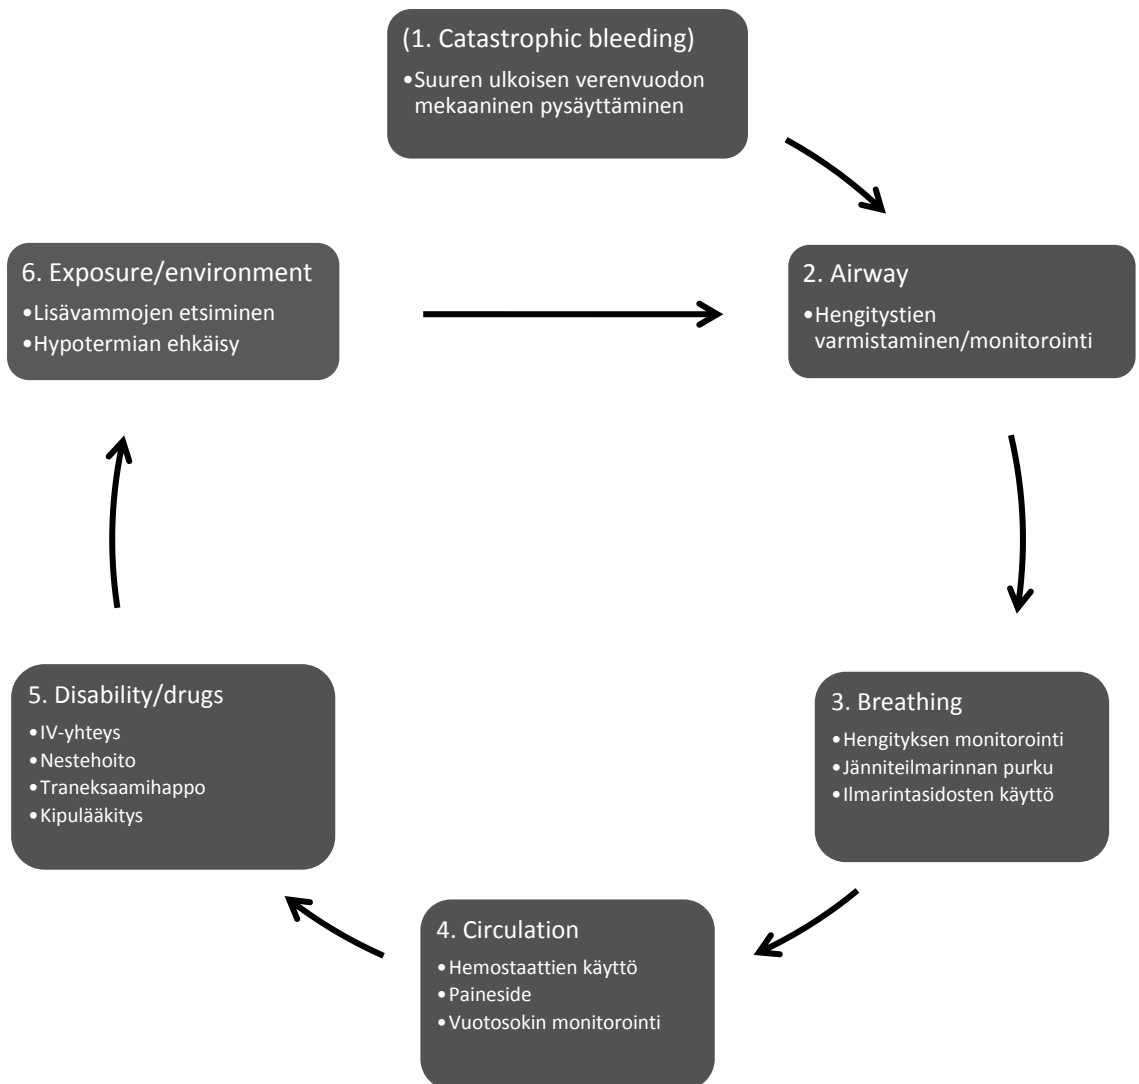 (1. Catastrophic bleeding)
•Suuren ulkoisen verenvuodon
mekaaninen pysäyttäminen
2. Airway
•Hengitystien
varmistaminen/monitorointi
3. Breathing
•Hengityksen monitorointi
•Jänniteilmarinnan purku
•Ilmarintasidosten käyttö
4. Circulation
•Hemostaattien käyttö
•Paineside
•Vuotosokin monitorointi
5. Disability/drugs
•IV-yhteys
•Nestehoito
•Traneksaamihappo
•Kipulääkitys
6. Exposure/environment
•Lisävammojen etsiminen
•Hypotermian ehkäisy